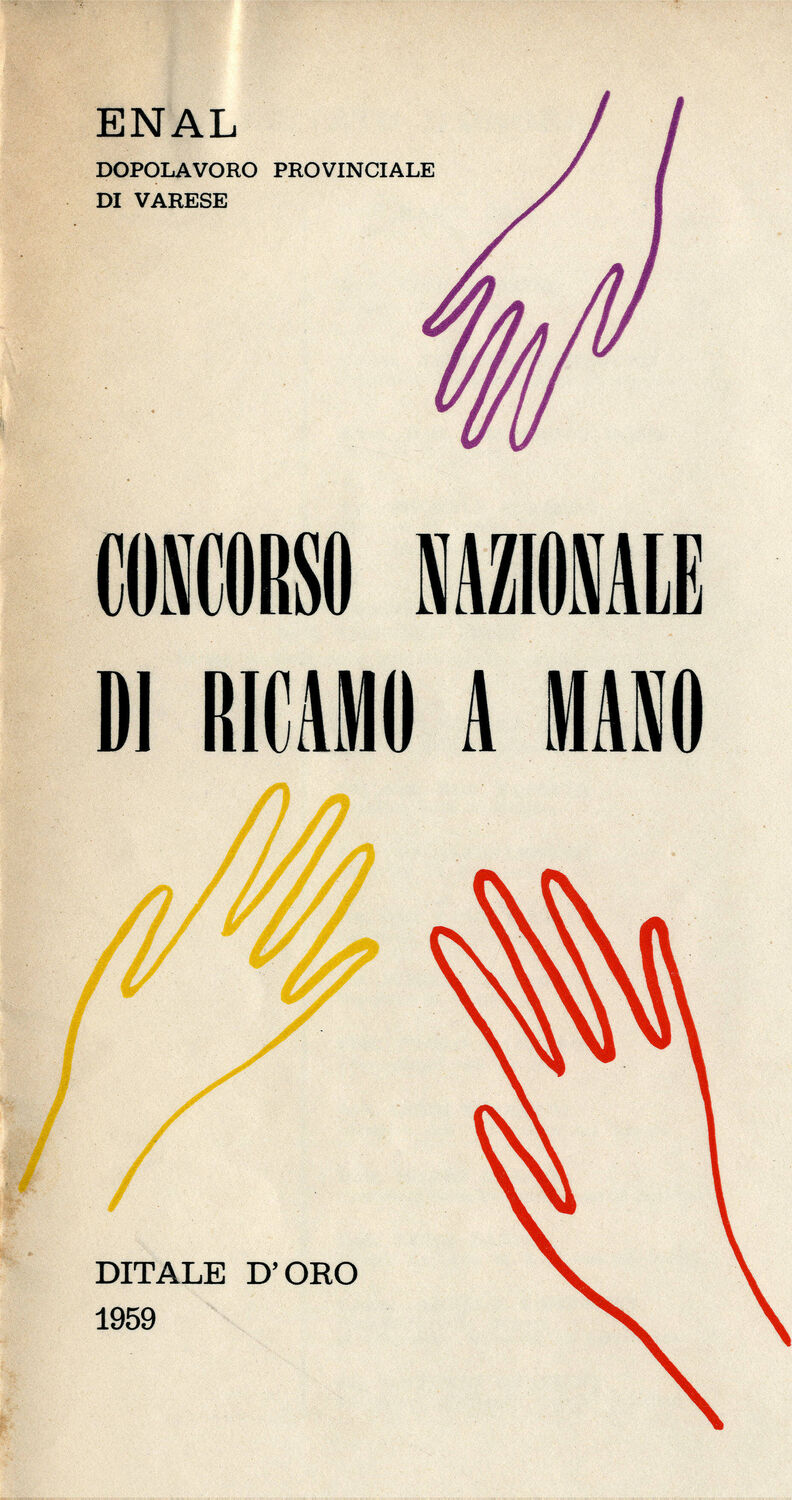 ENAL
DOPOLAVORO PROVINCIALE
DI VARESE
CONCORSO NAZIONALE
DI RICAMO A MANO
DITALE D'ORO
1959